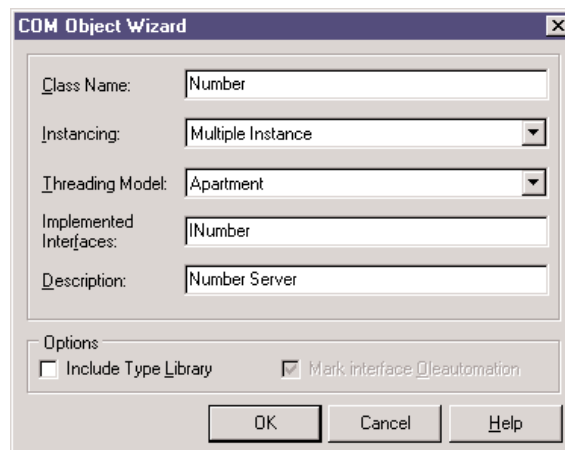 COM Object Wizard
Class Name: Number
Instancing: Multiple Instance
Threading Model: Apartment
Implemented
Interfaces: INumber
Description: Number Server
Options
Include Type Library Mark interface Oleautomation
OK Cancel Help